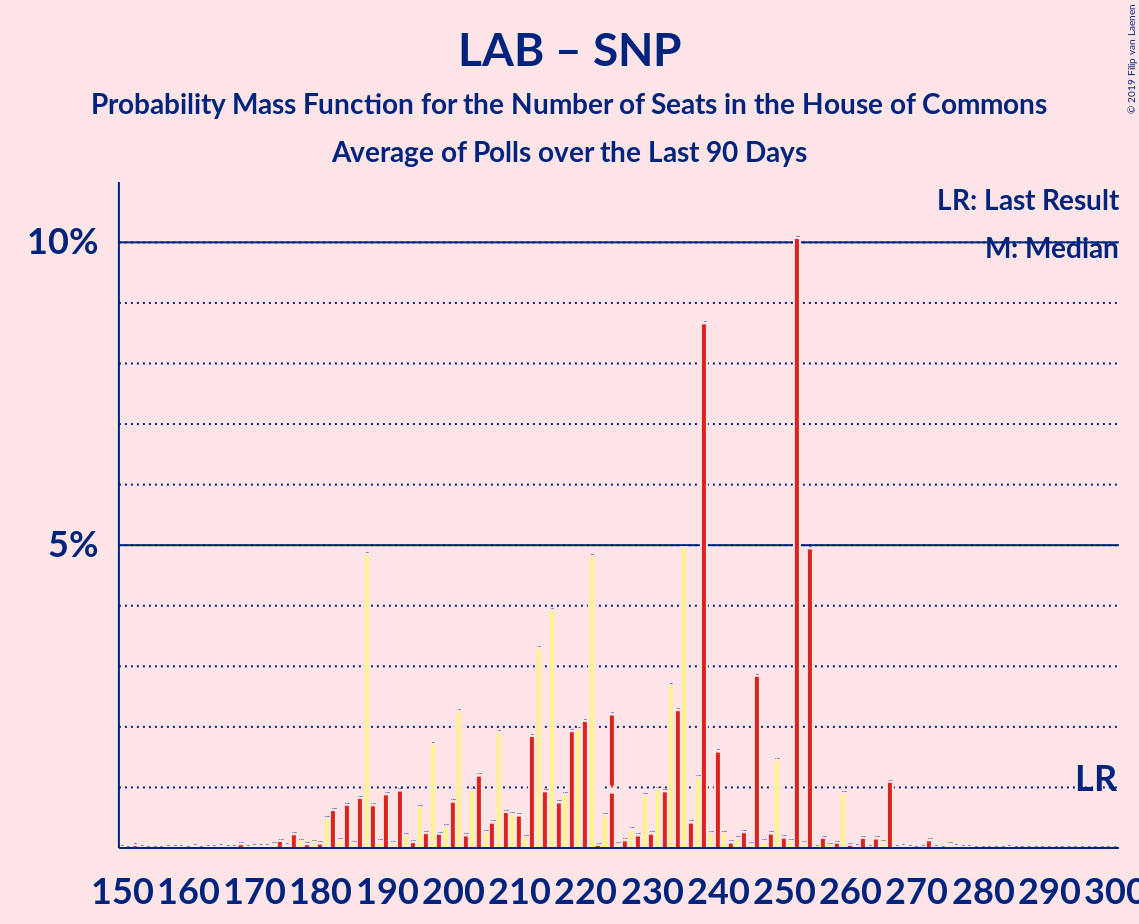 LAB – SNP
Probability Mass Function for the Number of Seats in the House of Commons
Average of Polls over the Last 90 Days
© 2019 Filip van Laenen
LR: Last Result
M: Median
10%
5%
LR
150 160 170 180 190 200 210 220 230 240 250 260 270 280 290 300